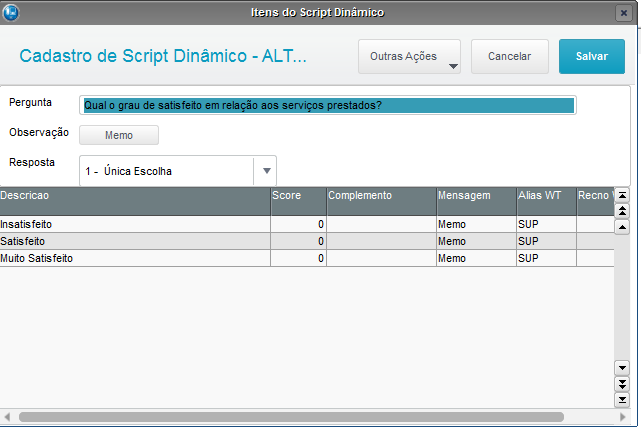 Itens do Script Dinâmico
Cadastro de Script Dinâmico - ALT...
Outras Ações
Cancelar
Salvar
Pergunta
Qual o grau de satisfeito em relação aos serviços prestados?
Observação
Memo
Resposta
1 - Única Escolha
Descricao Score Complemento Mensagem Alias WT Recno
Insatisfeito 0 Memo SUP
Satisfeito 0 Memo SUP
Muito Satisfeito 0 Memo SUP